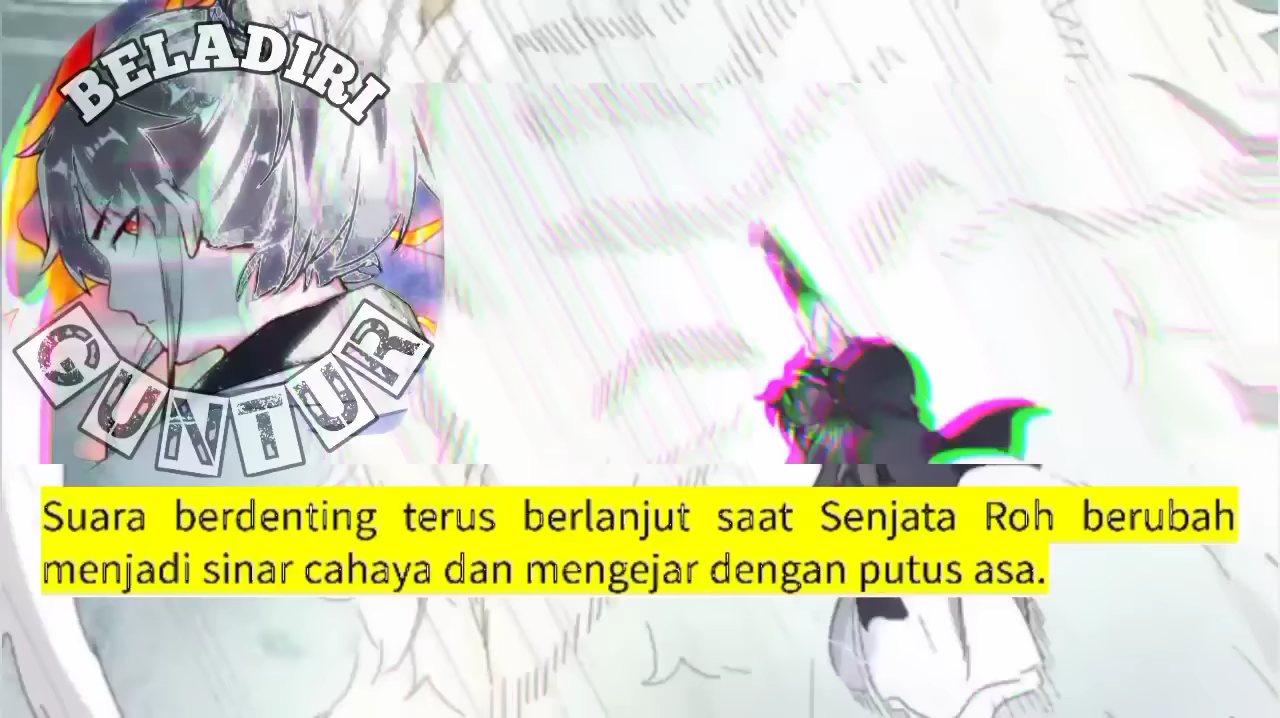 BELADIRI
GUNTUR
Suara berdenting terus berlanjut saat Senjata Roh berubah
menjadi sinar cahaya dan mengejar dengan putus asa.